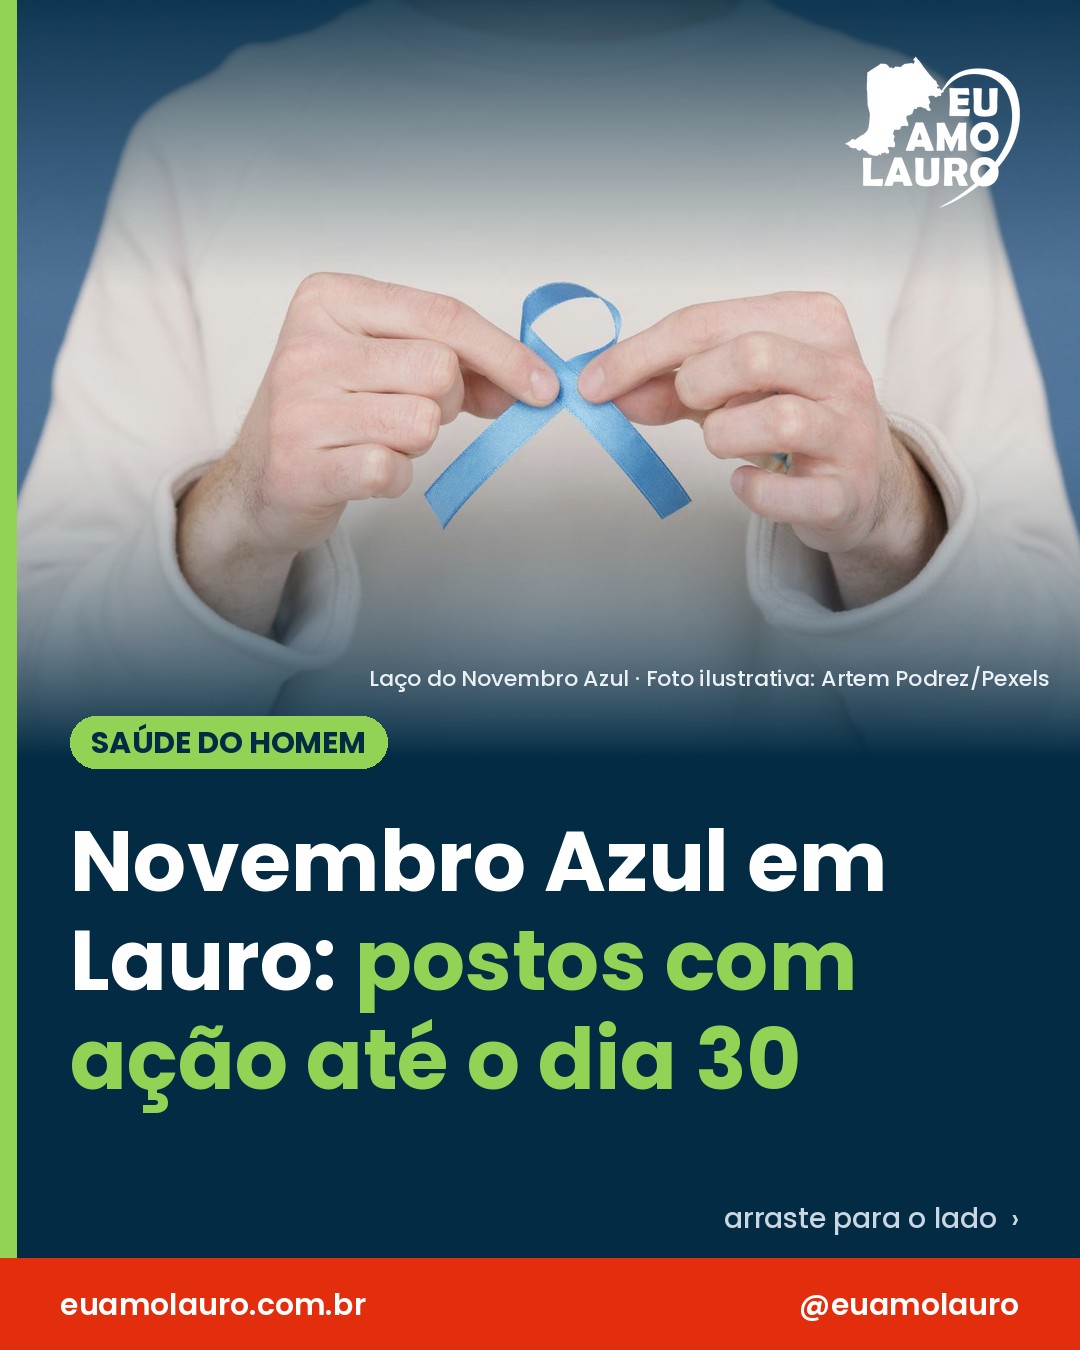 EU
AMO
LAURO
Laço do Novembro Azul · Foto ilustrativa: Artem Podrez/Pexels
SAÚDE DO HOMEM
Novembro Azul em
Lauro: postos com
ação até o dia 30
arraste para o lado ›
euamolauro.com.br
@euamolauro